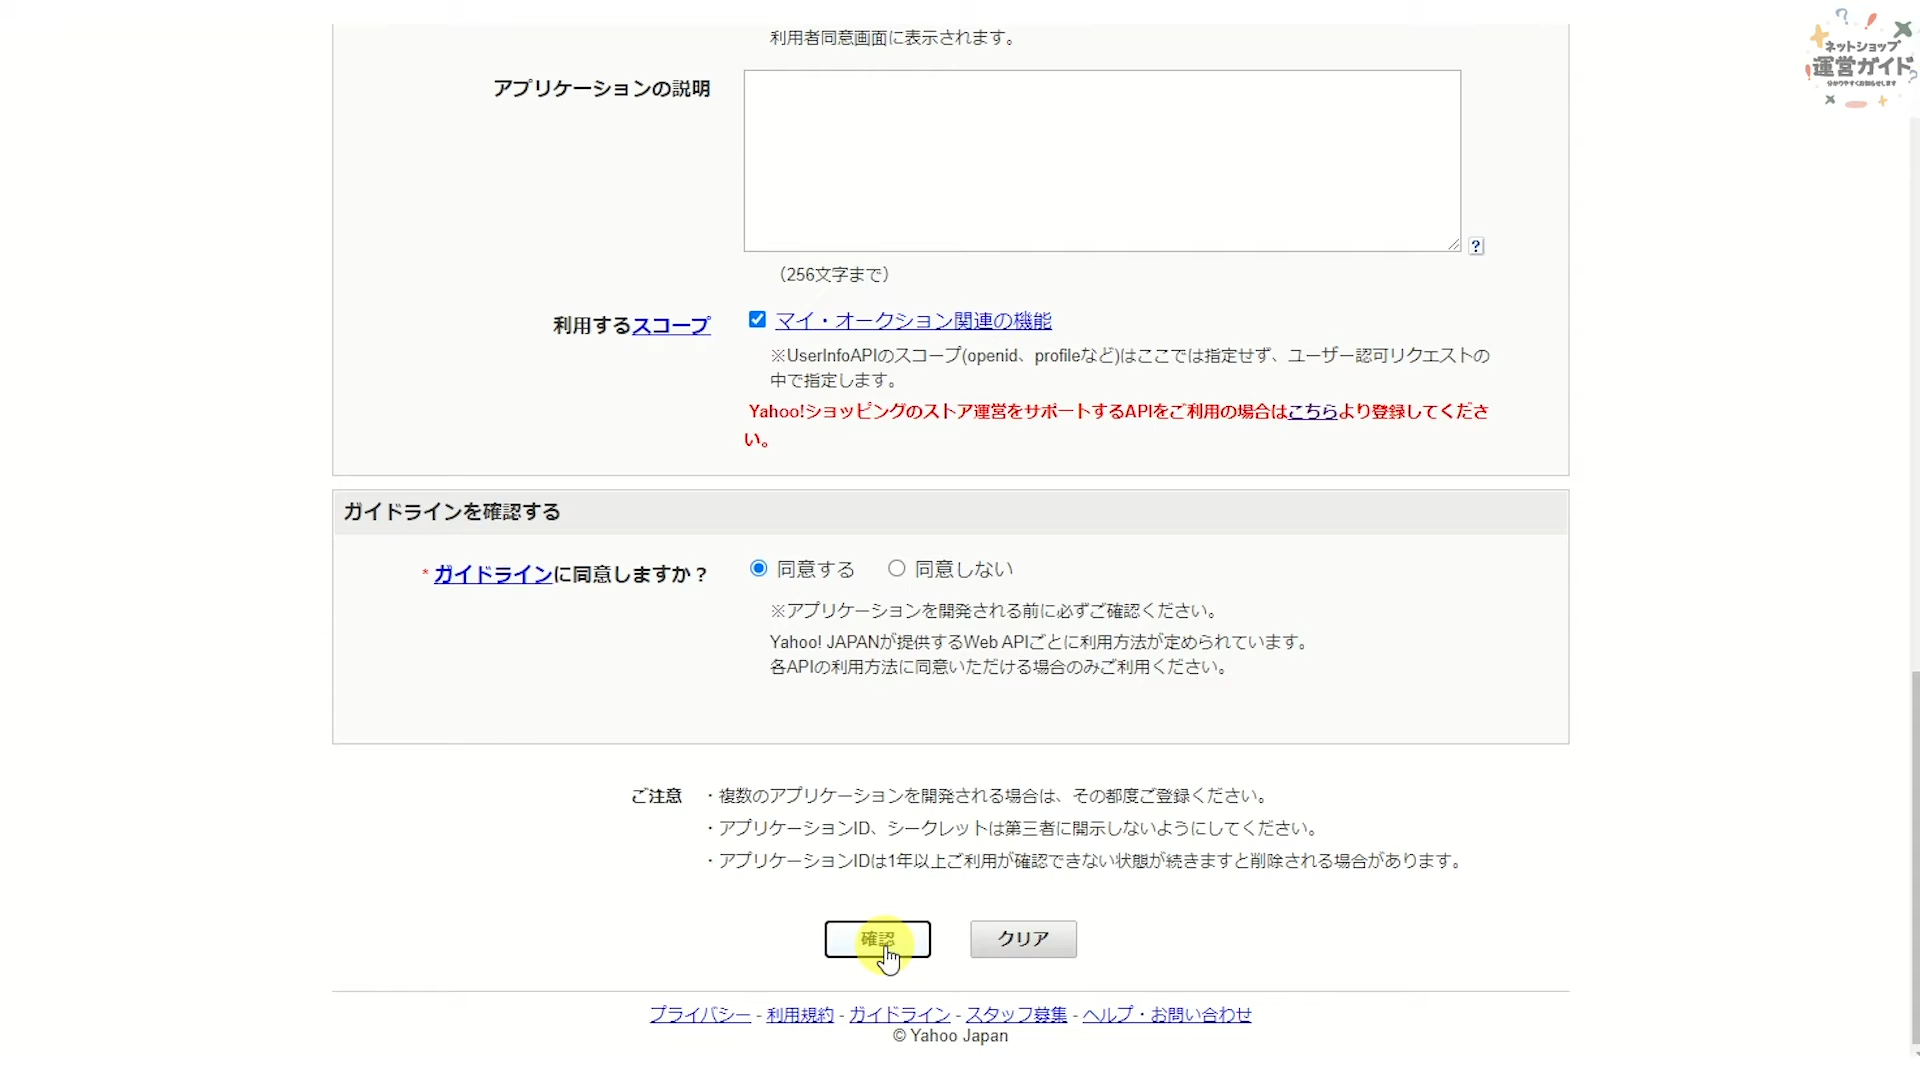 ネットショップ
運営ガイド
分かりやすくお知らせします
利用者同意画面に表示されます。
アプリケーションの説明
?
（256文字まで）
利用するスコープ
マイ・オークション関連の機能
※UserInfoAPIのスコープ(openid、profileなど)はここでは指定せず、ユーザー認可リクエストの
中で指定します。
Yahoo!ショッピングのストア運営をサポートするAPIをご利用の場合はこちらより登録してくださ
い。
ガイドラインを確認する
*ガイドラインに同意しますか？
同意する 同意しない
※アプリケーションを開発される前に必ずご確認ください。
Yahoo! JAPANが提供するWeb APIごとに利用方法が定められています。
各APIの利用方法に同意いただける場合のみご利用ください。
ご注意 ・複数のアプリケーションを開発される場合は、その都度ご登録ください。
・アプリケーションID、シークレットは第三者に開示しないようにしてください。
・アプリケーションIDは1年以上ご利用が確認できない状態が続きますと削除される場合があります。
確認 クリア
プライバシー - 利用規約 - ガイドライン - スタッフ募集 - ヘルプ・お問い合わせ
© Yahoo Japan